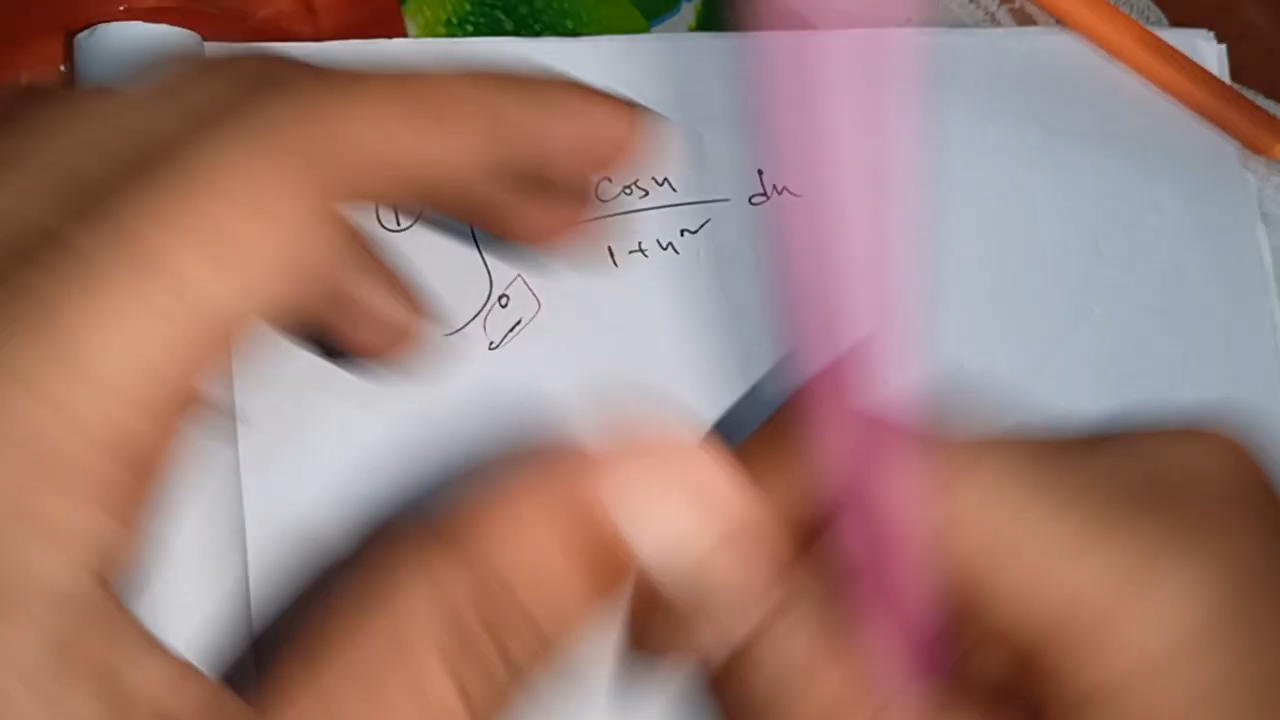 ① ∫ cosx dx
0 1+x²